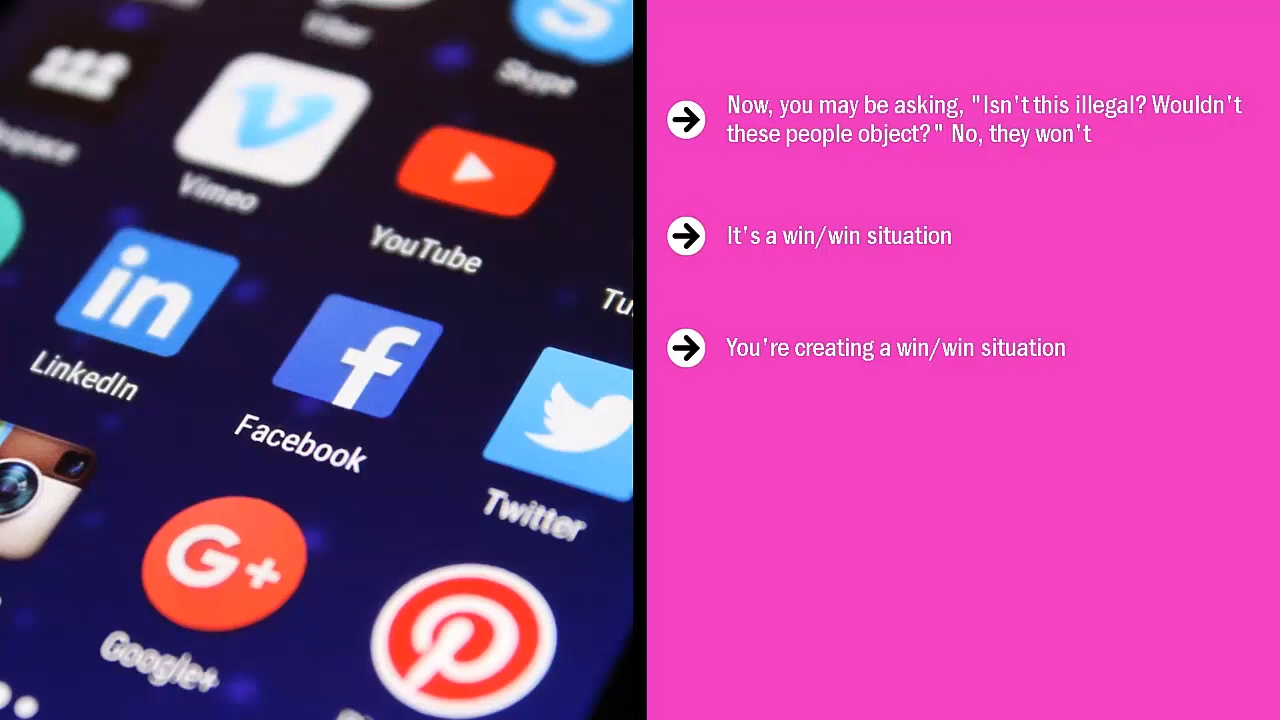 Viber
Skype
Vimeo
YouTube
LinkedIn
Facebook
Twitter
Google+
Now, you may be asking, "Isn't this illegal? Wouldn't
these people object?" No, they won't
It's a win/win situation
You're creating a win/win situation